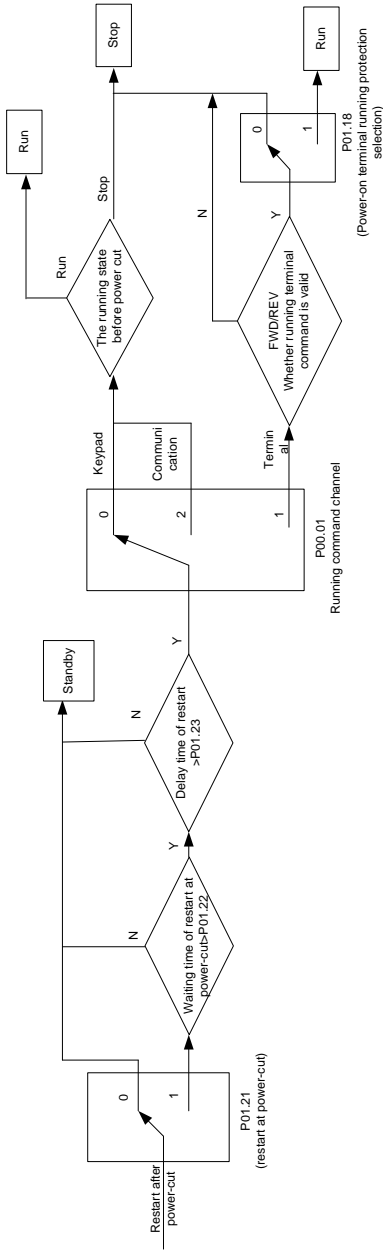 Restart after
power-cut
0
1
P01.21
(restart at power-cut)
N
Waiting time of restart at
power-cut>P01.22
Y
N
Delay time of restart
>P01.23
Y
Standby
0
2
1
P00.01
Running command channel
Keypad
Communi
cation
Termin
al
The running state
before power cut
Run
Run
Stop
Stop
FWD/REV
Whether running terminal
command is valid
N
Y
0
1
P01.18
(Power-on terminal running protection
selection)
Run